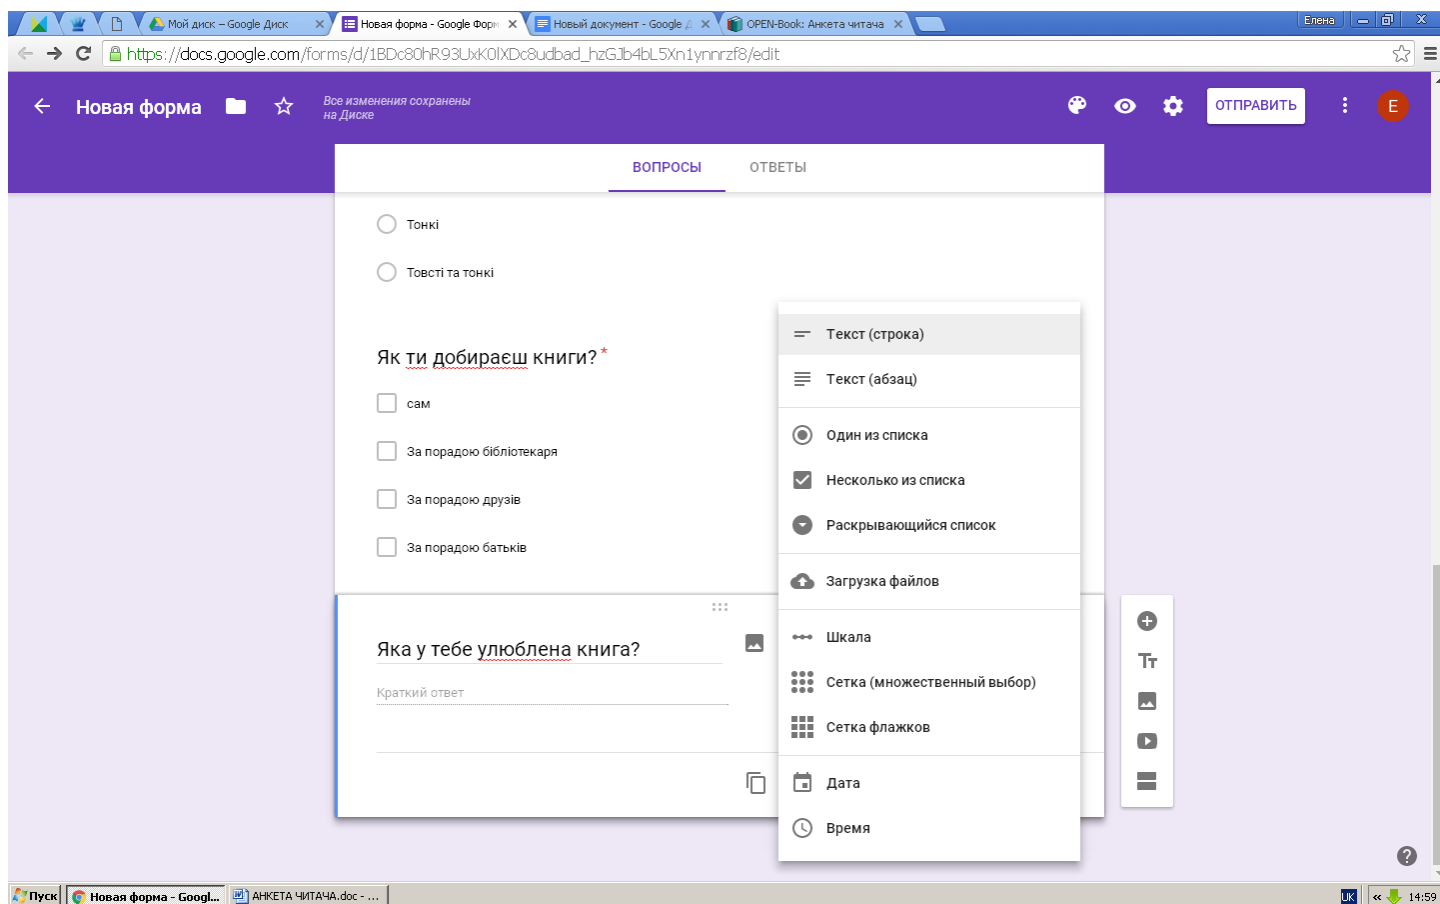 Мой диск – Google Диск
Новая форма - Google Форм
Новый документ - Google Д
OPEN-Book: Анкета читача
Елена
https://docs.google.com/forms/d/1BDc80hR93UxK0lXDc8udbad_hzGJb4bL5Xn1ynnrzf8/edit
Новая форма
Все изменения сохранены
на Диске
ОТПРАВИТЬ
Е
ВОПРОСЫ ОТВЕТЫ
Тонкі
Товсті та тонкі
Як ти добираєш книги? *
сам
За порадою бібліотекаря
За порадою друзів
За порадою батьків
Яка у тебе улюблена книга?
Краткий ответ
Текст (строка)
Текст (абзац)
Один из списка
Несколько из списка
Раскрывающийся список
Загрузка файлов
Шкала
Сетка (множественный выбор)
Сетка флажков
Дата
Время
Пуск
Новая форма - Googl...
АНКЕТА ЧИТАЧА.doc - ...
UK
14:59